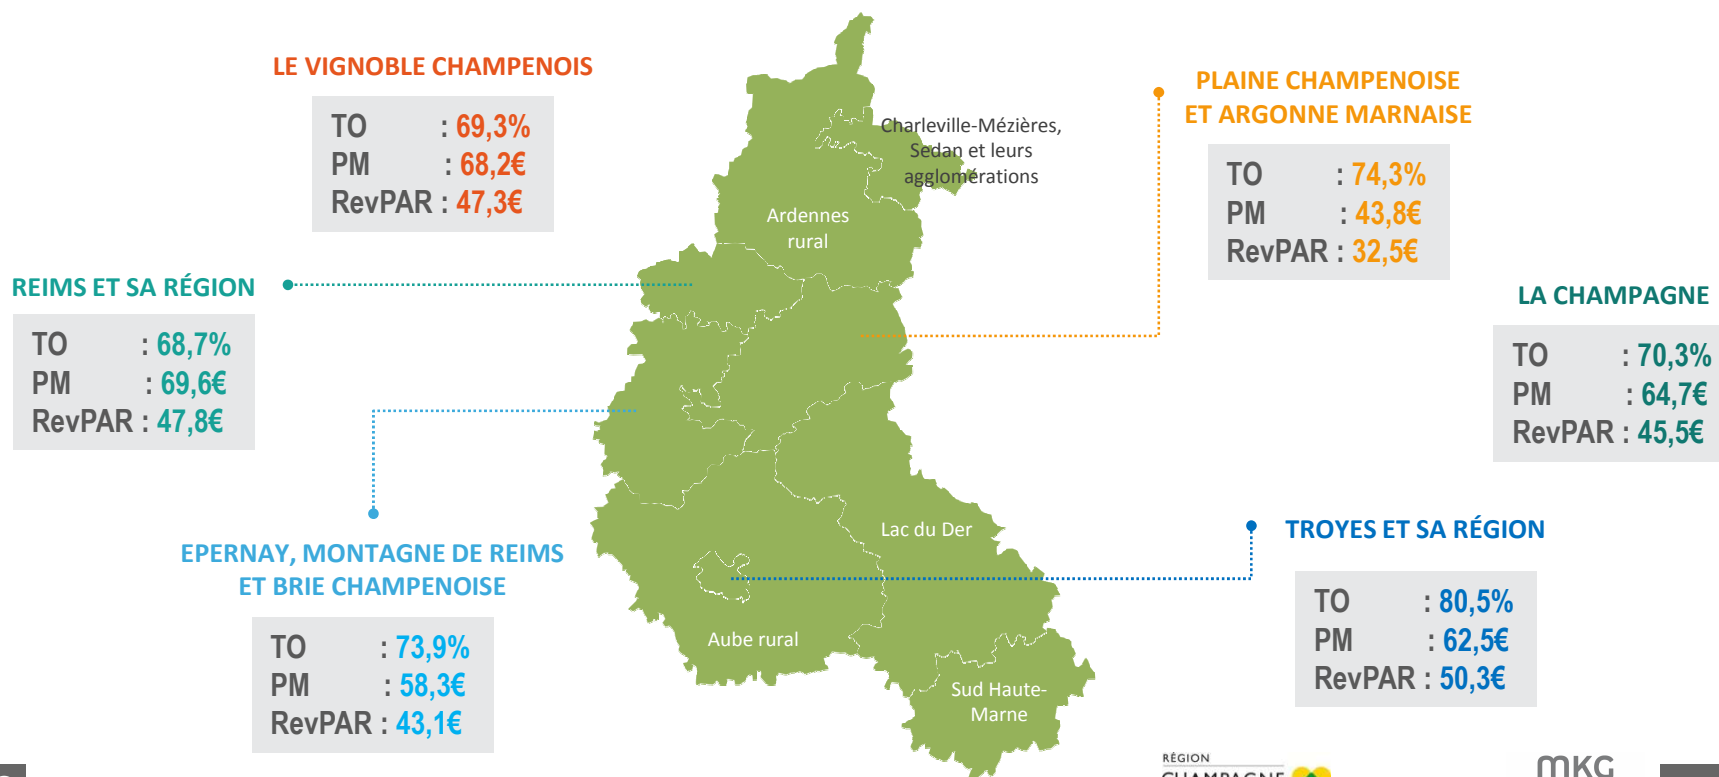 LE VIGNOBLE CHAMPENOIS
TO : 69,3%
PM : 68,2€
RevPAR : 47,3€
PLAINE CHAMPENOISE
ET ARGONNE MARNAISE
TO : 74,3%
PM : 43,8€
RevPAR : 32,5€
Charleville-Mézières,
Sedan et leurs
agglomérations
Ardennes
rural
REIMS ET SA RÉGION
TO : 68,7%
PM : 69,6€
RevPAR : 47,8€
LA CHAMPAGNE
TO : 70,3%
PM : 64,7€
RevPAR : 45,5€
EPERNAY, MONTAGNE DE REIMS
ET BRIE CHAMPENOISE
TO : 73,9%
PM : 58,3€
RevPAR : 43,1€
Lac du Der
TROYES ET SA RÉGION
TO : 80,5%
PM : 62,5€
RevPAR : 50,3€
Aube rural
Sud Haute-
Marne
RÉGION
CHAMPAGNE
MKG